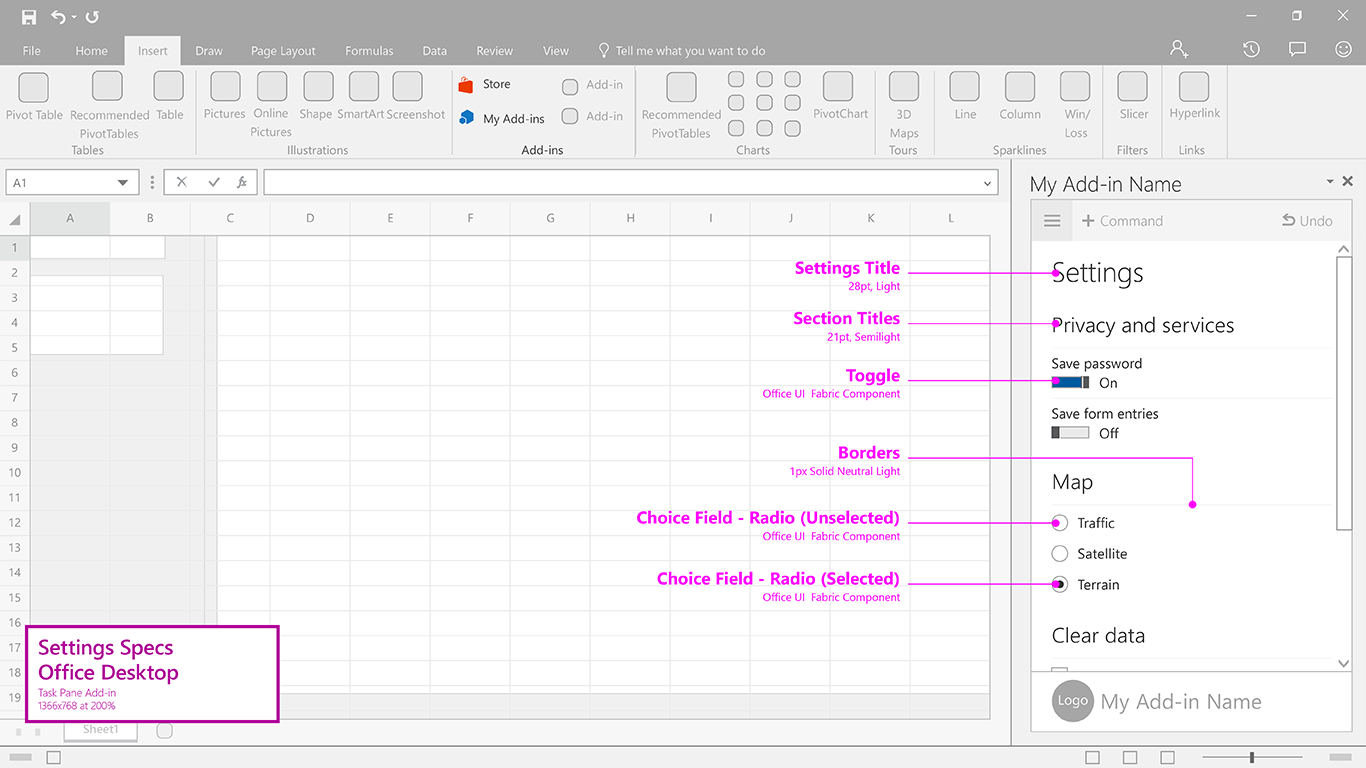 File Home Insert Draw Page Layout Formulas Data Review View Tell me what you want to do
Store Add-in
Pivot Table Recommended PivotTables Table Pictures Online Pictures Shape SmartArt Screenshot My Add-ins Add-in Recommended PivotTables PivotChart 3D Maps Line Column Win/Loss Slicer Hyperlink
Tables Illustrations Add-ins Charts Tours Sparklines Filters Links
A1 fx
My Add-in Name
A B C D E F G H I J K L
Command Undo
1
2
3
4
5
6
7
8
9
10
11
12
13
14
15
16
17
18
19
Settings Title
28pt, Light
Section Titles
21pt, Semilight
Toggle
Office UI Fabric Component
Borders
1px Solid Neutral Light
Choice Field - Radio (Unselected)
Office UI Fabric Component
Choice Field - Radio (Selected)
Office UI Fabric Component
Settings
Privacy and services
Save password
On
Save form entries
Off
Map
Traffic
Satellite
Terrain
Clear data
Logo My Add-in Name
Settings Specs
Office Desktop
Task Pane Add-in
1366x768 at 200%
Sheet1